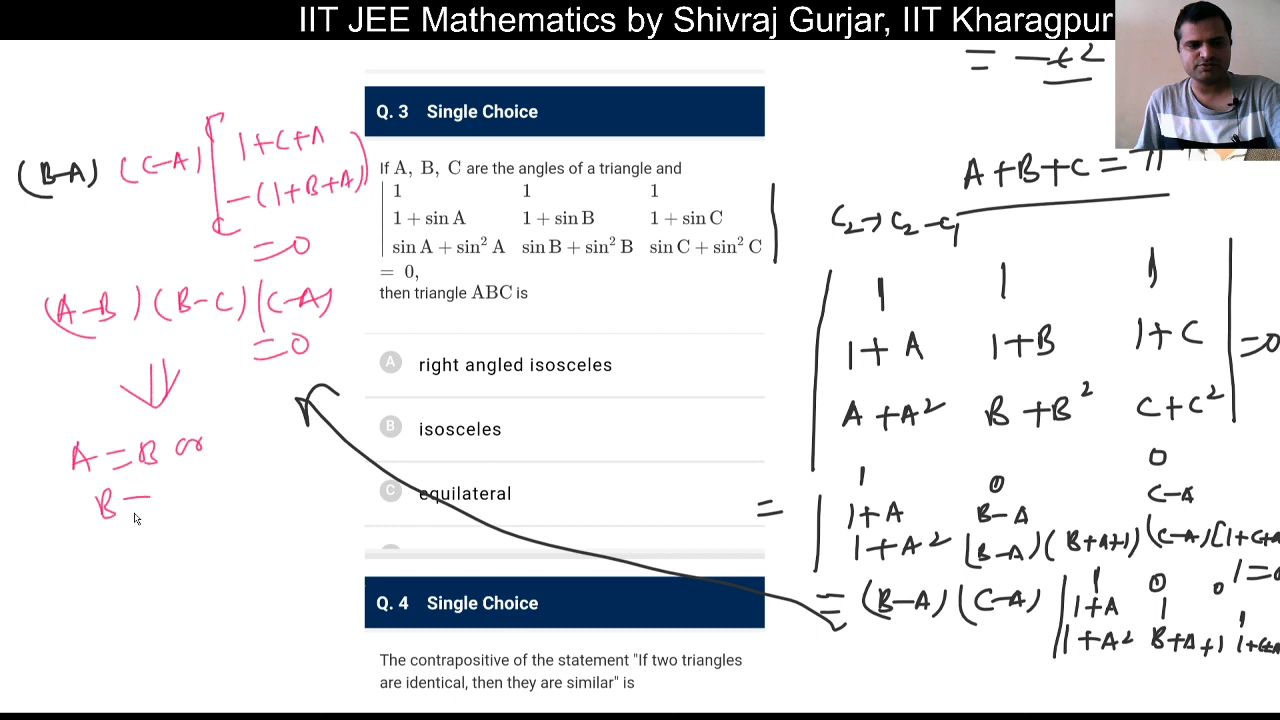 IIT JEE Mathematics by Shivraj Gurjar, IIT Kharagpur
Q. 3 Single Choice
If A, B, C are the angles of a triangle and
| 1 1 1 |
| 1 + sin A 1 + sin B 1 + sin C |
| sin A + sin² A sin B + sin² B sin C + sin² C |
= 0,
then triangle ABC is
A right angled isosceles
B isosceles
C equilateral
Q. 4 Single Choice
The contrapositive of the statement "If two triangles
are identical, then they are similar" is
(B-A) (C-A) [ 1+C+A
-(1+B+A) ]
=0
(A-B) (B-C) (C-A)
=0
A = B or
B =
A+B+C = π
C₂→C₂-C₁
| 1 1 1 |
| 1+A 1+B 1+C | =0
| A+A² B+B² C+C² |
= | 1 0 0
1+A B-A C-A
1+A² (B-A)(B+A+1) (C-A)[1+C+A
= (B-A)(C-A) | 1 0 0 |=0
1+A 1 1
1+A² B+A+1 1+C+A